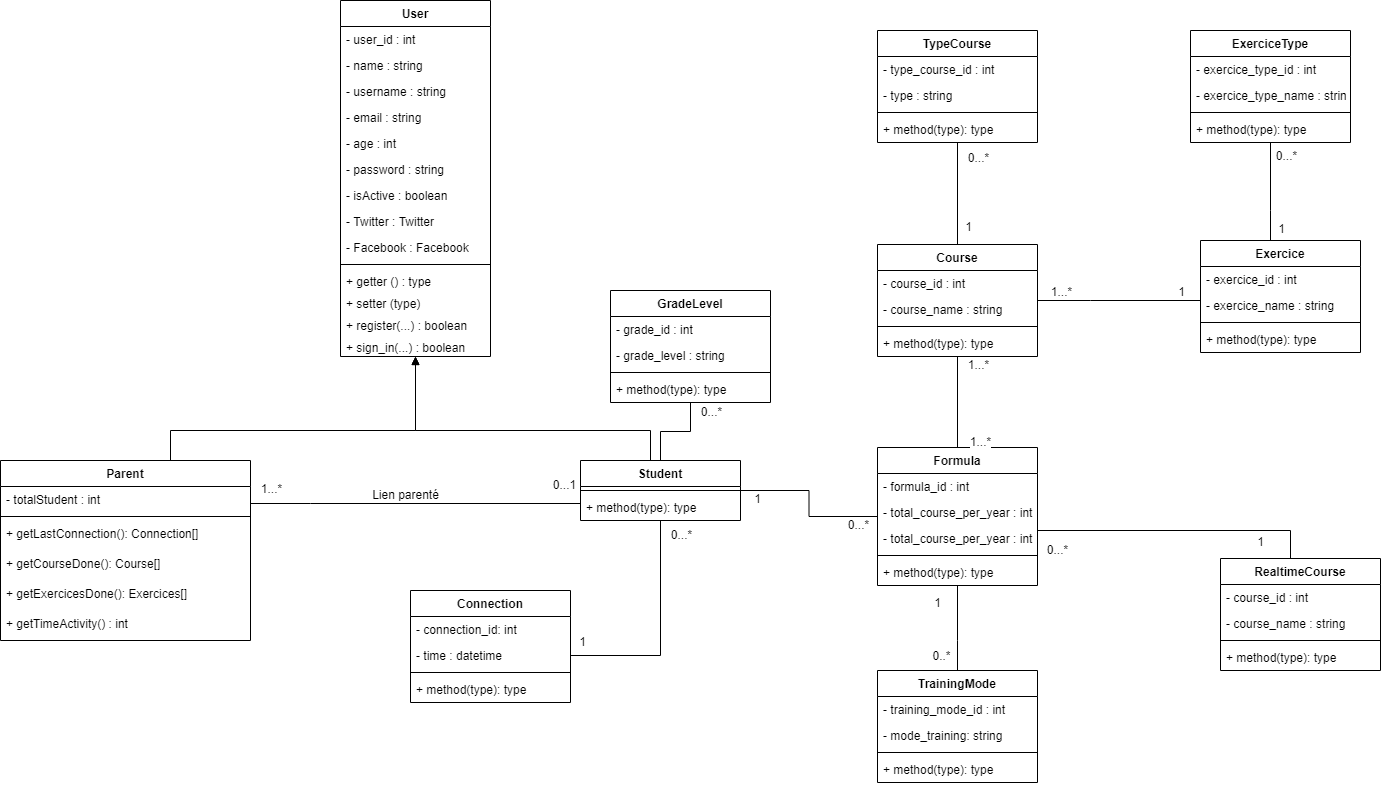 User
- user_id : int
- name : string
- username : string
- email : string
- age : int
- password : string
- isActive : boolean
- Twitter : Twitter
- Facebook : Facebook
+ getter () : type
+ setter (type)
+ register(...) : boolean
+ sign_in(...) : boolean
TypeCourse
- type_course_id : int
- type : string
+ method(type): type
0...*
1
ExerciceType
- exercice_type_id : int
- exercice_type_name : strin
+ method(type): type
0...*
1
Course
- course_id : int
- course_name : string
+ method(type): type
1...*
1
Exercice
- exercice_id : int
- exercice_name : string
+ method(type): type
1...*
1...*
GradeLevel
- grade_id : int
- grade_level : string
+ method(type): type
0...*
Parent
- totalStudent : int
+ getLastConnection(): Connection[]
+ getCourseDone(): Course[]
+ getExercicesDone(): Exercices[]
+ getTimeActivity() : int
1...*
Lien parenté
0...1
Student
+ method(type): type
0...*
1
0...*
Formula
- formula_id : int
- total_course_per_year : int
- total_course_per_year : int
+ method(type): type
0...*
1
RealtimeCourse
- course_id : int
- course_name : string
+ method(type): type
Connection
- connection_id: int
- time : datetime
+ method(type): type
1
1
0..*
TrainingMode
- training_mode_id : int
- mode_training: string
+ method(type): type